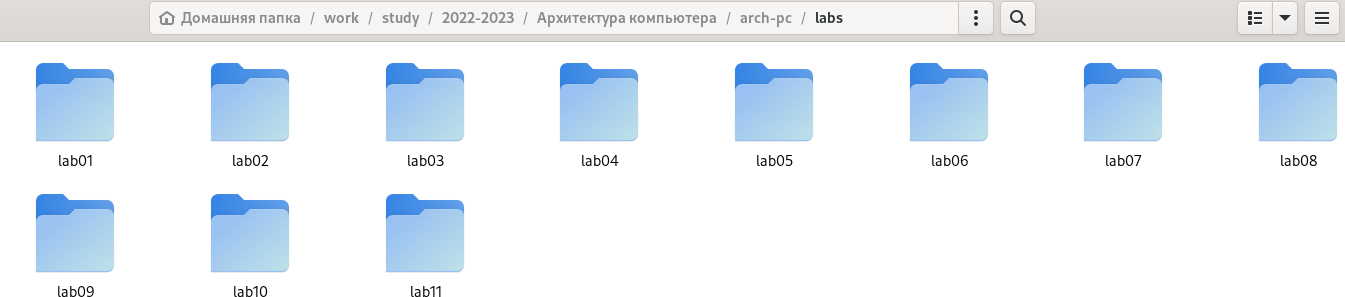 Домашняя папка / work / study / 2022-2023 / Архитектура компьютера / arch-pc / labs
lab01 lab02 lab03 lab04 lab05 lab06 lab07 lab08
lab09 lab10 lab11